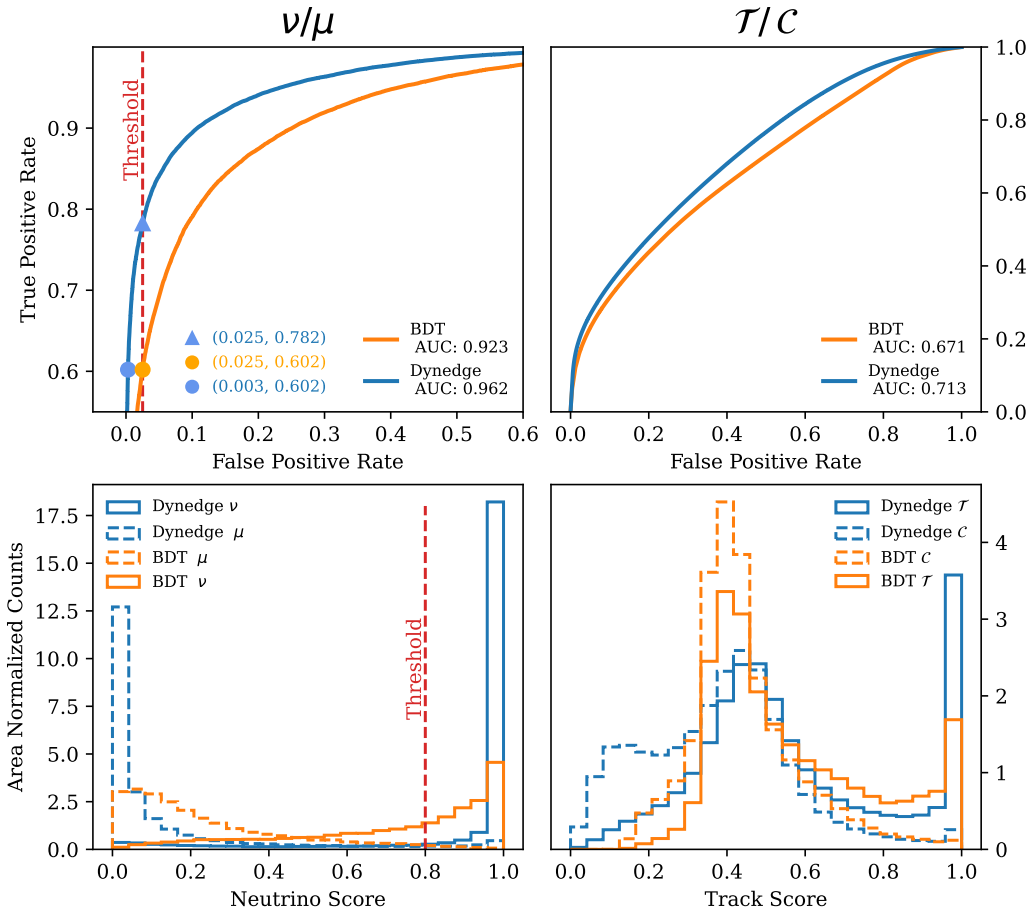 ν/μ
Threshold
True Positive Rate
0.9
0.8
0.7
0.6
(0.025, 0.782)
(0.025, 0.602)
(0.003, 0.602)
BDT
AUC: 0.923
Dynedge
AUC: 0.962
0.0 0.1 0.2 0.3 0.4 0.5 0.6
False Positive Rate
𝒯/𝒞
BDT
AUC: 0.671
Dynedge
AUC: 0.713
1.0
0.8
0.6
0.4
0.2
0.0
0.0 0.2 0.4 0.6 0.8 1.0
False Positive Rate
Area Normalized Counts
17.5
15.0
12.5
10.0
7.5
5.0
2.5
0.0
Dynedge ν
Dynedge μ
BDT μ
BDT ν
Threshold
0.0 0.2 0.4 0.6 0.8 1.0
Neutrino Score
Dynedge 𝒯
Dynedge 𝒞
BDT 𝒞
BDT 𝒯
4
3
2
1
0
0.0 0.2 0.4 0.6 0.8 1.0
Track Score